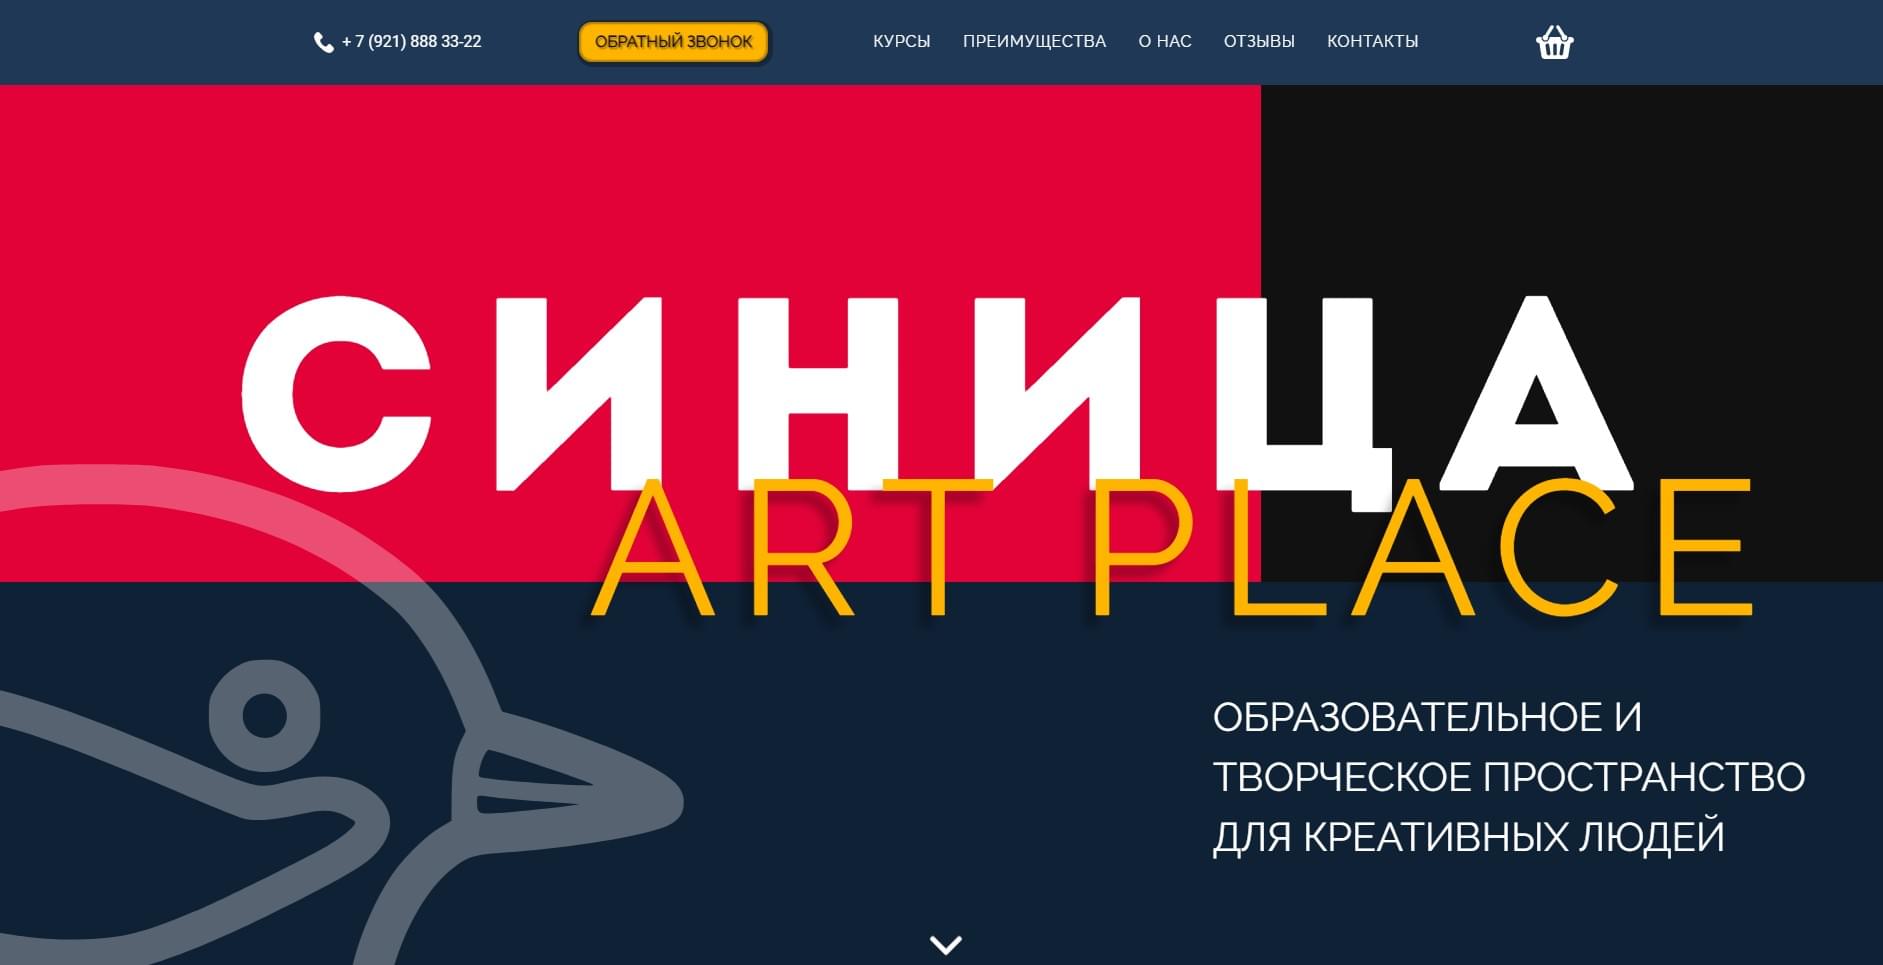 + 7 (921) 888 33-22
ОБРАТНЫЙ ЗВОНОК
КУРСЫ ПРЕИМУЩЕСТВА О НАС ОТЗЫВЫ КОНТАКТЫ
СИНИЦА
ART PLACE
ОБРАЗОВАТЕЛЬНОЕ И
ТВОРЧЕСКОЕ ПРОСТРАНСТВО
ДЛЯ КРЕАТИВНЫХ ЛЮДЕЙ